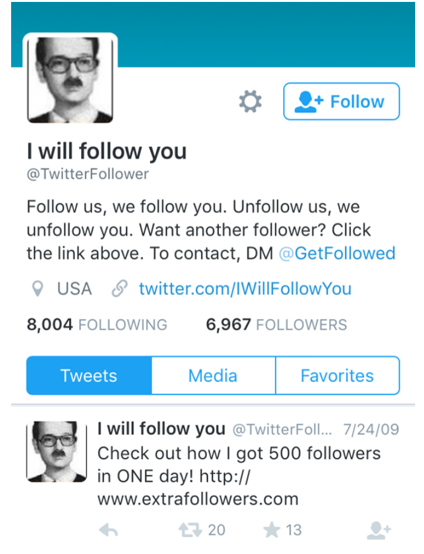 Follow
I will follow you
@TwitterFollower
Follow us, we follow you. Unfollow us, we
unfollow you. Want another follower? Click
the link above. To contact, DM @GetFollowed
USA twitter.com/IWillFollowYou
8,004 FOLLOWING 6,967 FOLLOWERS
Tweets Media Favorites
I will follow you @TwitterFoll... 7/24/09
Check out how I got 500 followers
in ONE day! http://
www.extrafollowers.com
20 13